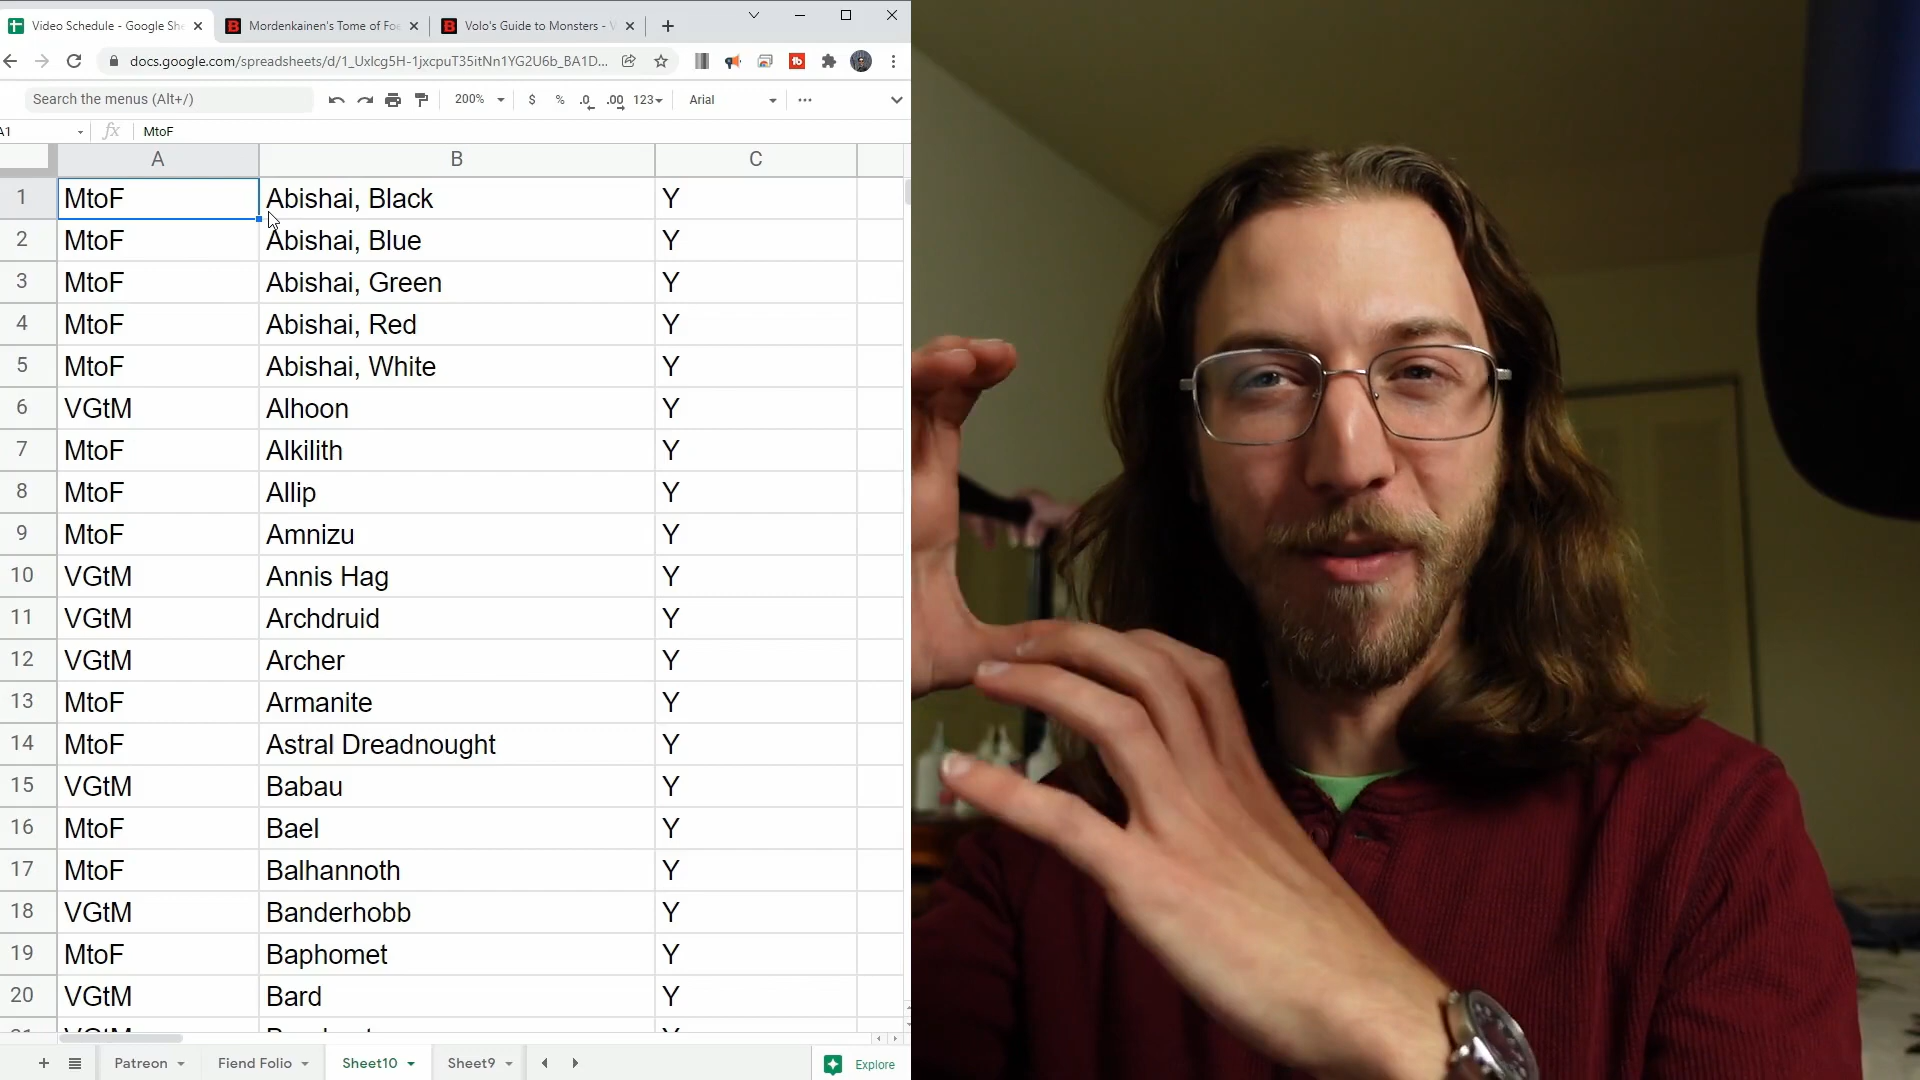 Video Schedule - Google She
Mordenkainen's Tome of Foe
Volo's Guide to Monsters -
docs.google.com/spreadsheets/d/1_Uxlcg5H-1jxcpuT35itNn1YG2U6b_BA1D...
Search the menus (Alt+/) 200% $ % .0 .00 123 Arial
A1 fx MtoF
A B C
1 MtoF Abishai, Black Y
2 MtoF Abishai, Blue Y
3 MtoF Abishai, Green Y
4 MtoF Abishai, Red Y
5 MtoF Abishai, White Y
6 VGtM Alhoon Y
7 MtoF Alkilith Y
8 MtoF Allip Y
9 MtoF Amnizu Y
10 VGtM Annis Hag Y
11 VGtM Archdruid Y
12 VGtM Archer Y
13 MtoF Armanite Y
14 MtoF Astral Dreadnought Y
15 VGtM Babau Y
16 MtoF Bael Y
17 MtoF Balhannoth Y
18 VGtM Banderhobb Y
19 MtoF Baphomet Y
20 VGtM Bard Y
Patreon Fiend Folio Sheet10 Sheet9 Explore